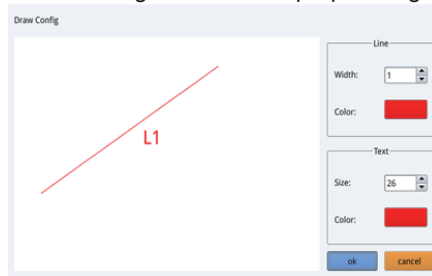 Draw Config
Line
Width: 1
Color:
L1
Text
Size: 26
Color:
ok cancel